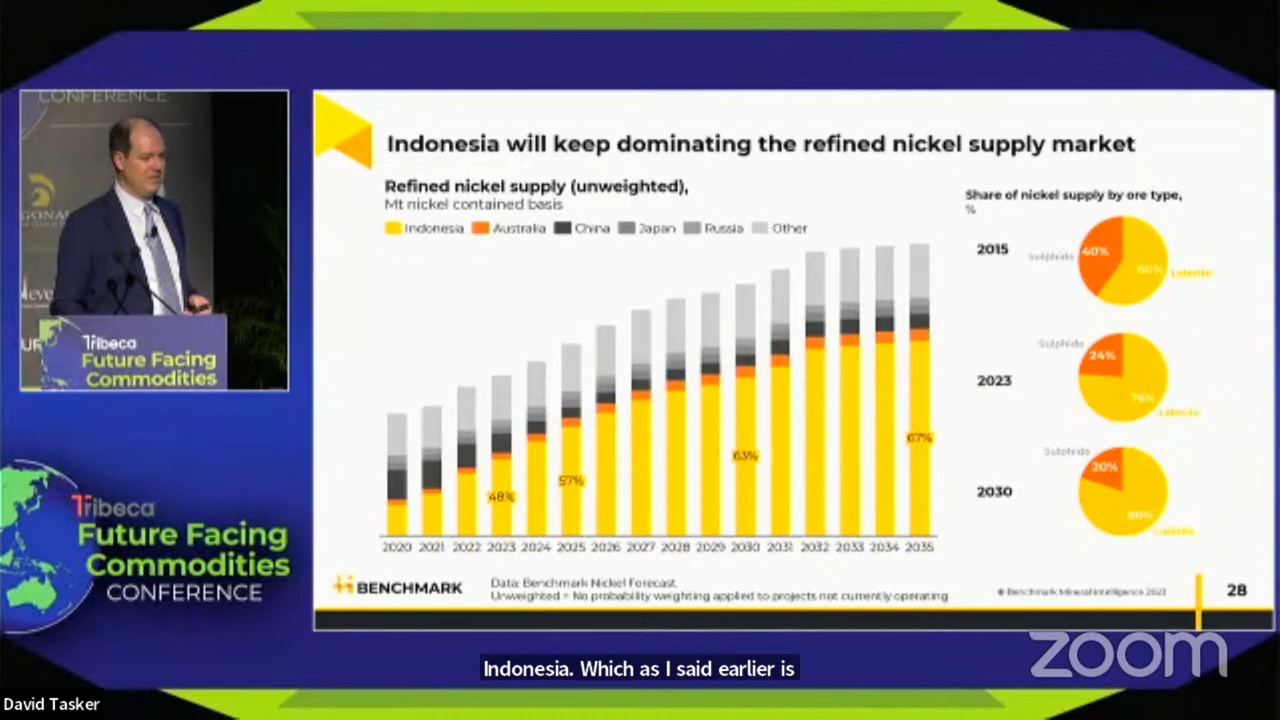 CONFERENCE
Tribeca
Future Facing
Commodities
Tribeca
Future Facing
Commodities
CONFERENCE
Indonesia will keep dominating the refined nickel supply market
Refined nickel supply (unweighted),
Mt nickel contained basis
Indonesia Australia China Japan Russia Other
48%
57%
63%
67%
2020 2021 2022 2023 2024 2025 2026 2027 2028 2029 2030 2031 2032 2033 2034 2035
Share of nickel supply by ore type,
%
2015
Sulphide 40% 60% Laterite
2023
Sulphide 24% 76% Laterite
2030
Sulphide 20% 80% Laterite
BENCHMARK
Data: Benchmark Nickel Forecast.
Unweighted = No probability weighting applied to projects not currently operating
© Benchmark Mineral Intelligence 2023
28
zoom
Indonesia. Which as I said earlier is
David Tasker